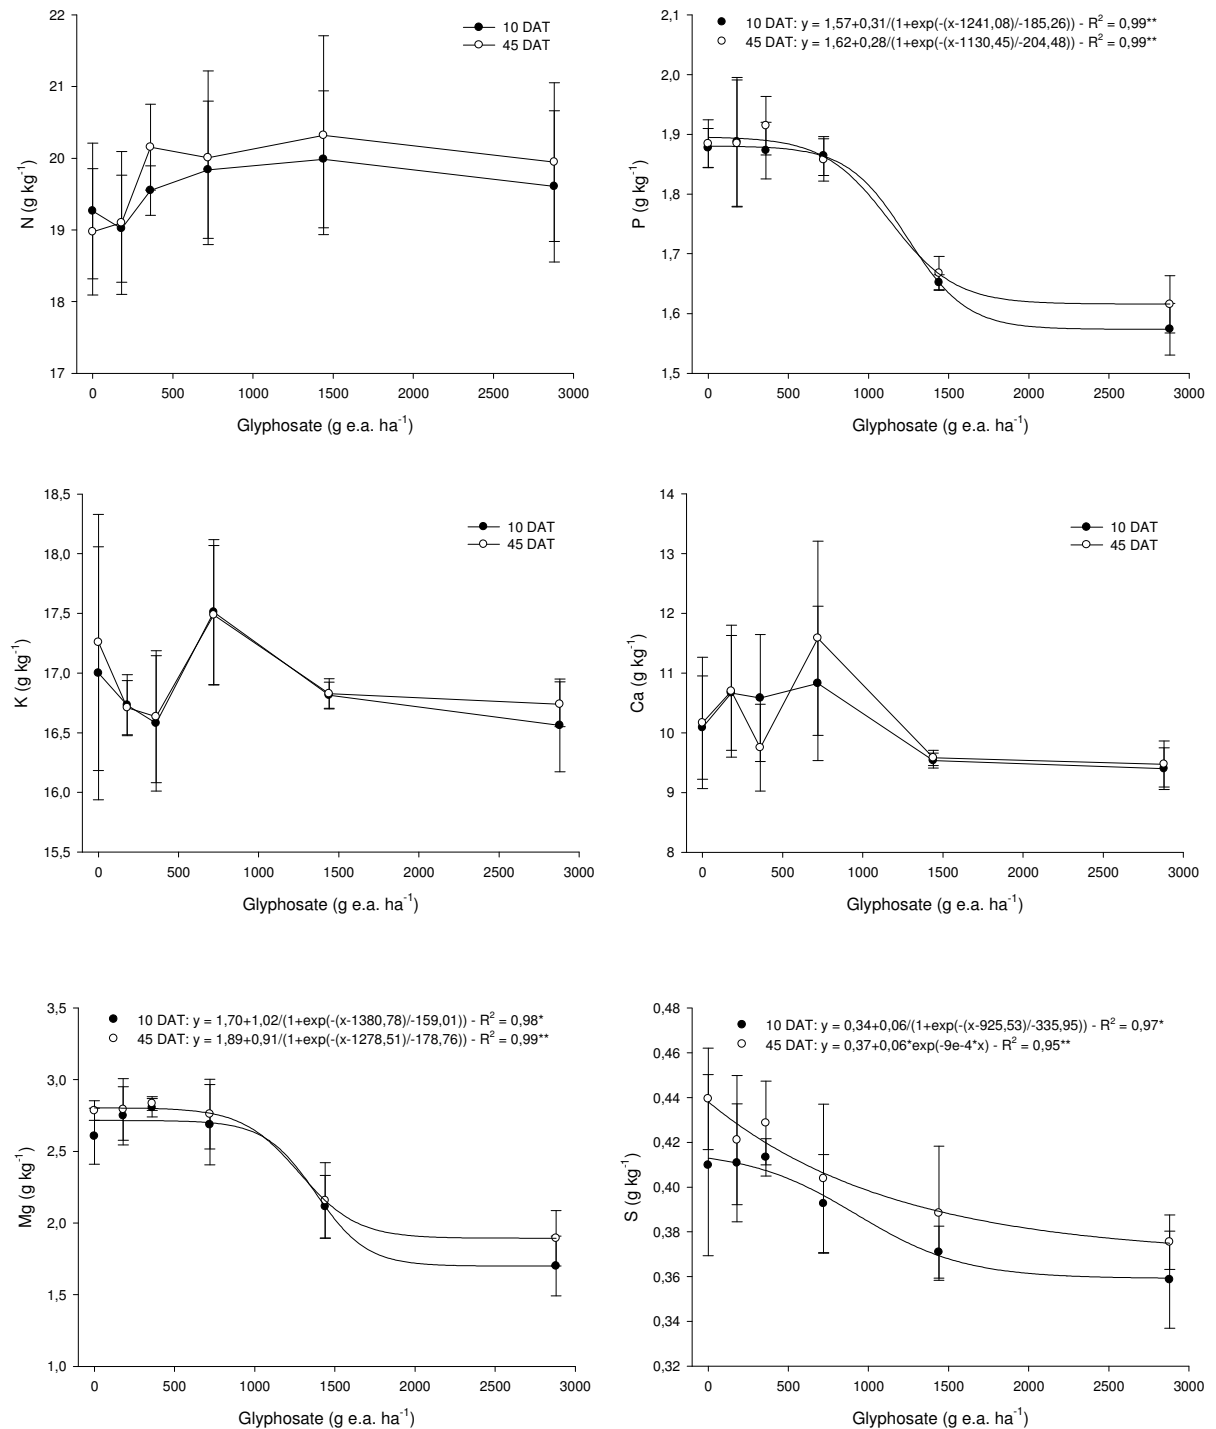 22
21
20
19
18
17
N (g kg-1)
10 DAT
45 DAT
0 500 1000 1500 2000 2500 3000
Glyphosate (g e.a. ha-1)
2,1
2,0
1,9
1,8
1,7
1,6
1,5
P (g kg-1)
10 DAT: y = 1,57+0,31/(1+exp(-(x-1241,08)/-185,26)) - R2 = 0,99**
45 DAT: y = 1,62+0,28/(1+exp(-(x-1130,45)/-204,48)) - R2 = 0,99**
0 500 1000 1500 2000 2500 3000
Glyphosate (g e.a. ha-1)
18,5
18,0
17,5
17,0
16,5
16,0
15,5
K (g kg-1)
10 DAT
45 DAT
0 500 1000 1500 2000 2500 3000
Glyphosate (g e.a. ha-1)
14
13
12
11
10
9
8
Ca (g kg-1)
10 DAT
45 DAT
0 500 1000 1500 2000 2500 3000
Glyphosate (g e.a. ha-1)
3,5
3,0
2,5
2,0
1,5
1,0
Mg (g kg-1)
10 DAT: y = 1,70+1,02/(1+exp(-(x-1380,78)/-159,01)) - R2 = 0,98*
45 DAT: y = 1,89+0,91/(1+exp(-(x-1278,51)/-178,76)) - R2 = 0,99**
0 500 1000 1500 2000 2500 3000
Glyphosate (g e.a. ha-1)
0,48
0,46
0,44
0,42
0,40
0,38
0,36
0,34
0,32
S (g kg-1)
10 DAT: y = 0,34+0,06/(1+exp(-(x-925,53)/-335,95)) - R2 = 0,97*
45 DAT: y = 0,37+0,06*exp(-9e-4*x) - R2 = 0,95**
0 500 1000 1500 2000 2500 3000
Glyphosate (g e.a. ha-1)